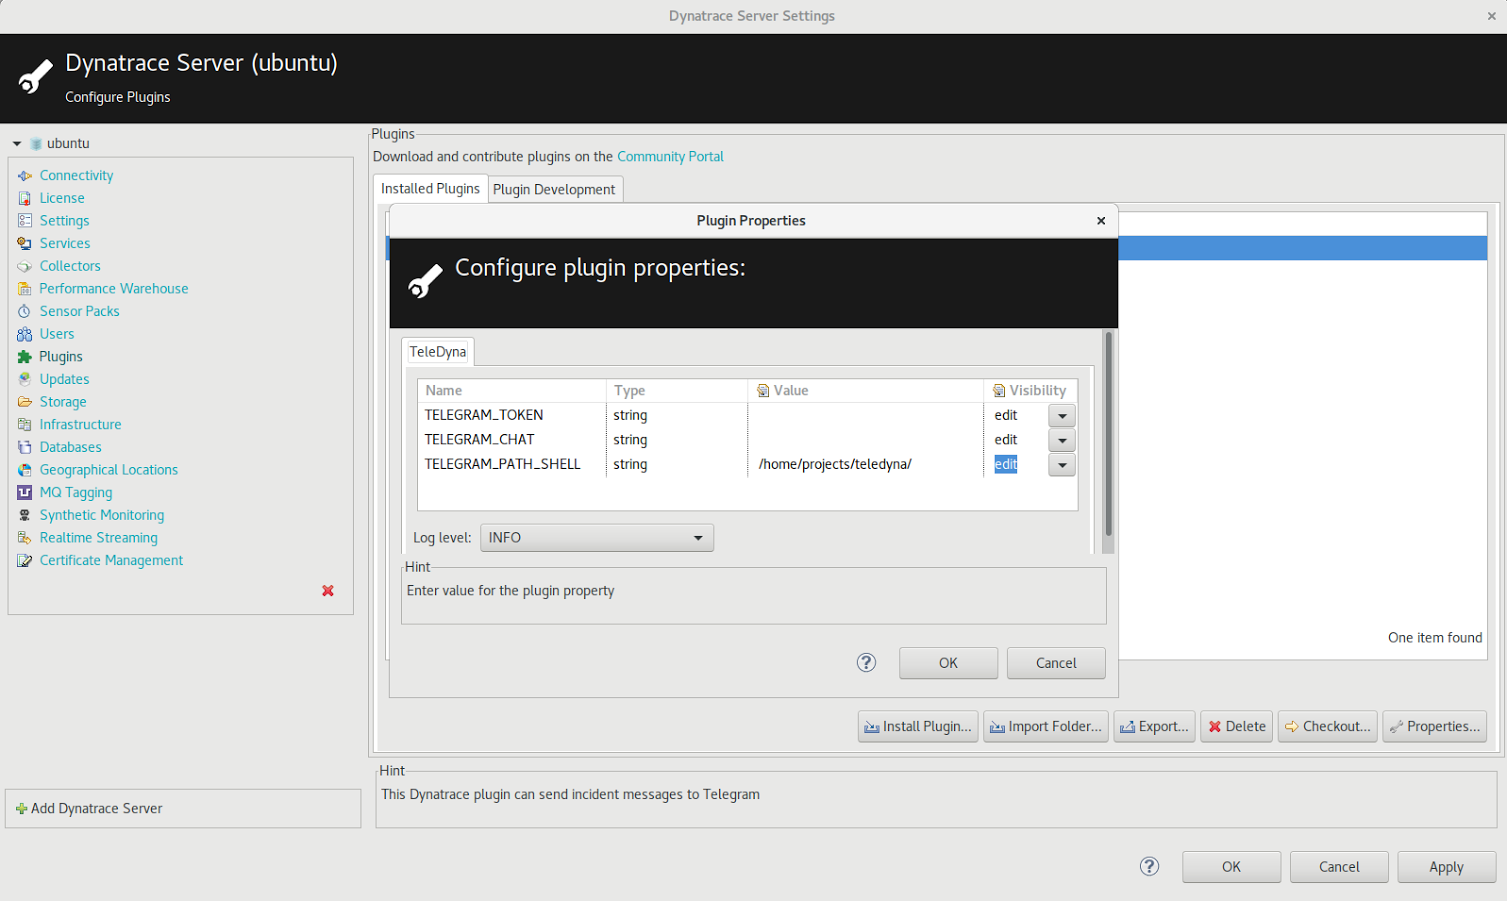 Dynatrace Server Settings
Dynatrace Server (ubuntu)
Configure Plugins
ubuntu
Connectivity
License
Settings
Services
Collectors
Performance Warehouse
Sensor Packs
Users
Plugins
Updates
Storage
Infrastructure
Databases
Geographical Locations
MQ Tagging
Synthetic Monitoring
Realtime Streaming
Certificate Management
Add Dynatrace Server
Plugins
Download and contribute plugins on the Community Portal
Installed Plugins Plugin Development
Plugin Properties
Configure plugin properties:
TeleDyna
Name Type Value Visibility
TELEGRAM_TOKEN string edit
TELEGRAM_CHAT string edit
TELEGRAM_PATH_SHELL string /home/projects/teledyna/ edit
Log level: INFO
Hint
Enter value for the plugin property
? OK Cancel
One item found
Install Plugin... Import Folder... Export... Delete Checkout... Properties...
Hint
This Dynatrace plugin can send incident messages to Telegram
? OK Cancel Apply